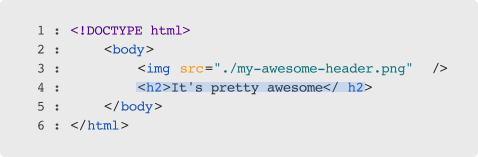 1 : <!DOCTYPE html>
2 :     <body>
3 :         <img src="./my-awesome-header.png"  />
4 :         <h2>It's pretty awesome</ h2>
5 :     </body>
6 : </html>